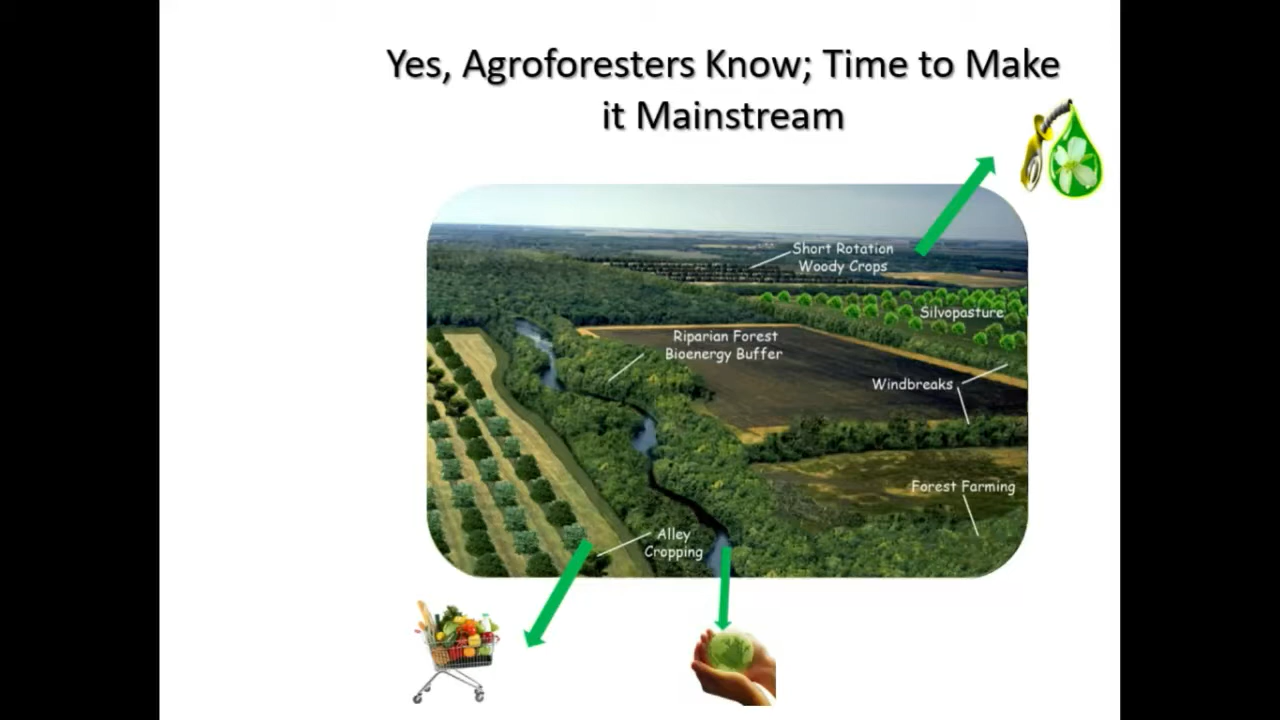 Yes, Agroforesters Know; Time to Make
it Mainstream
Short Rotation
Woody Crops
Silvopasture
Riparian Forest
Bioenergy Buffer
Windbreaks
Forest Farming
Alley
Cropping